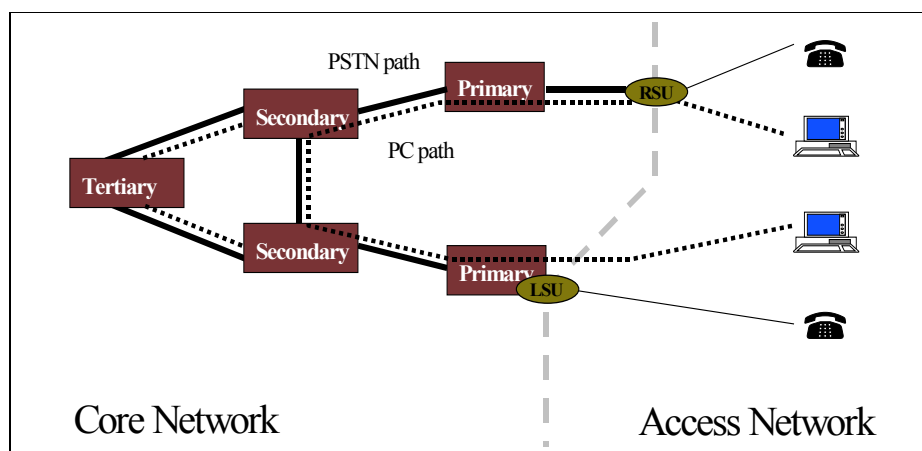 PSTN path
Primary
RSU
Secondary
PC path
Tertiary
Secondary
Primary
LSU
Core Network
Access Network